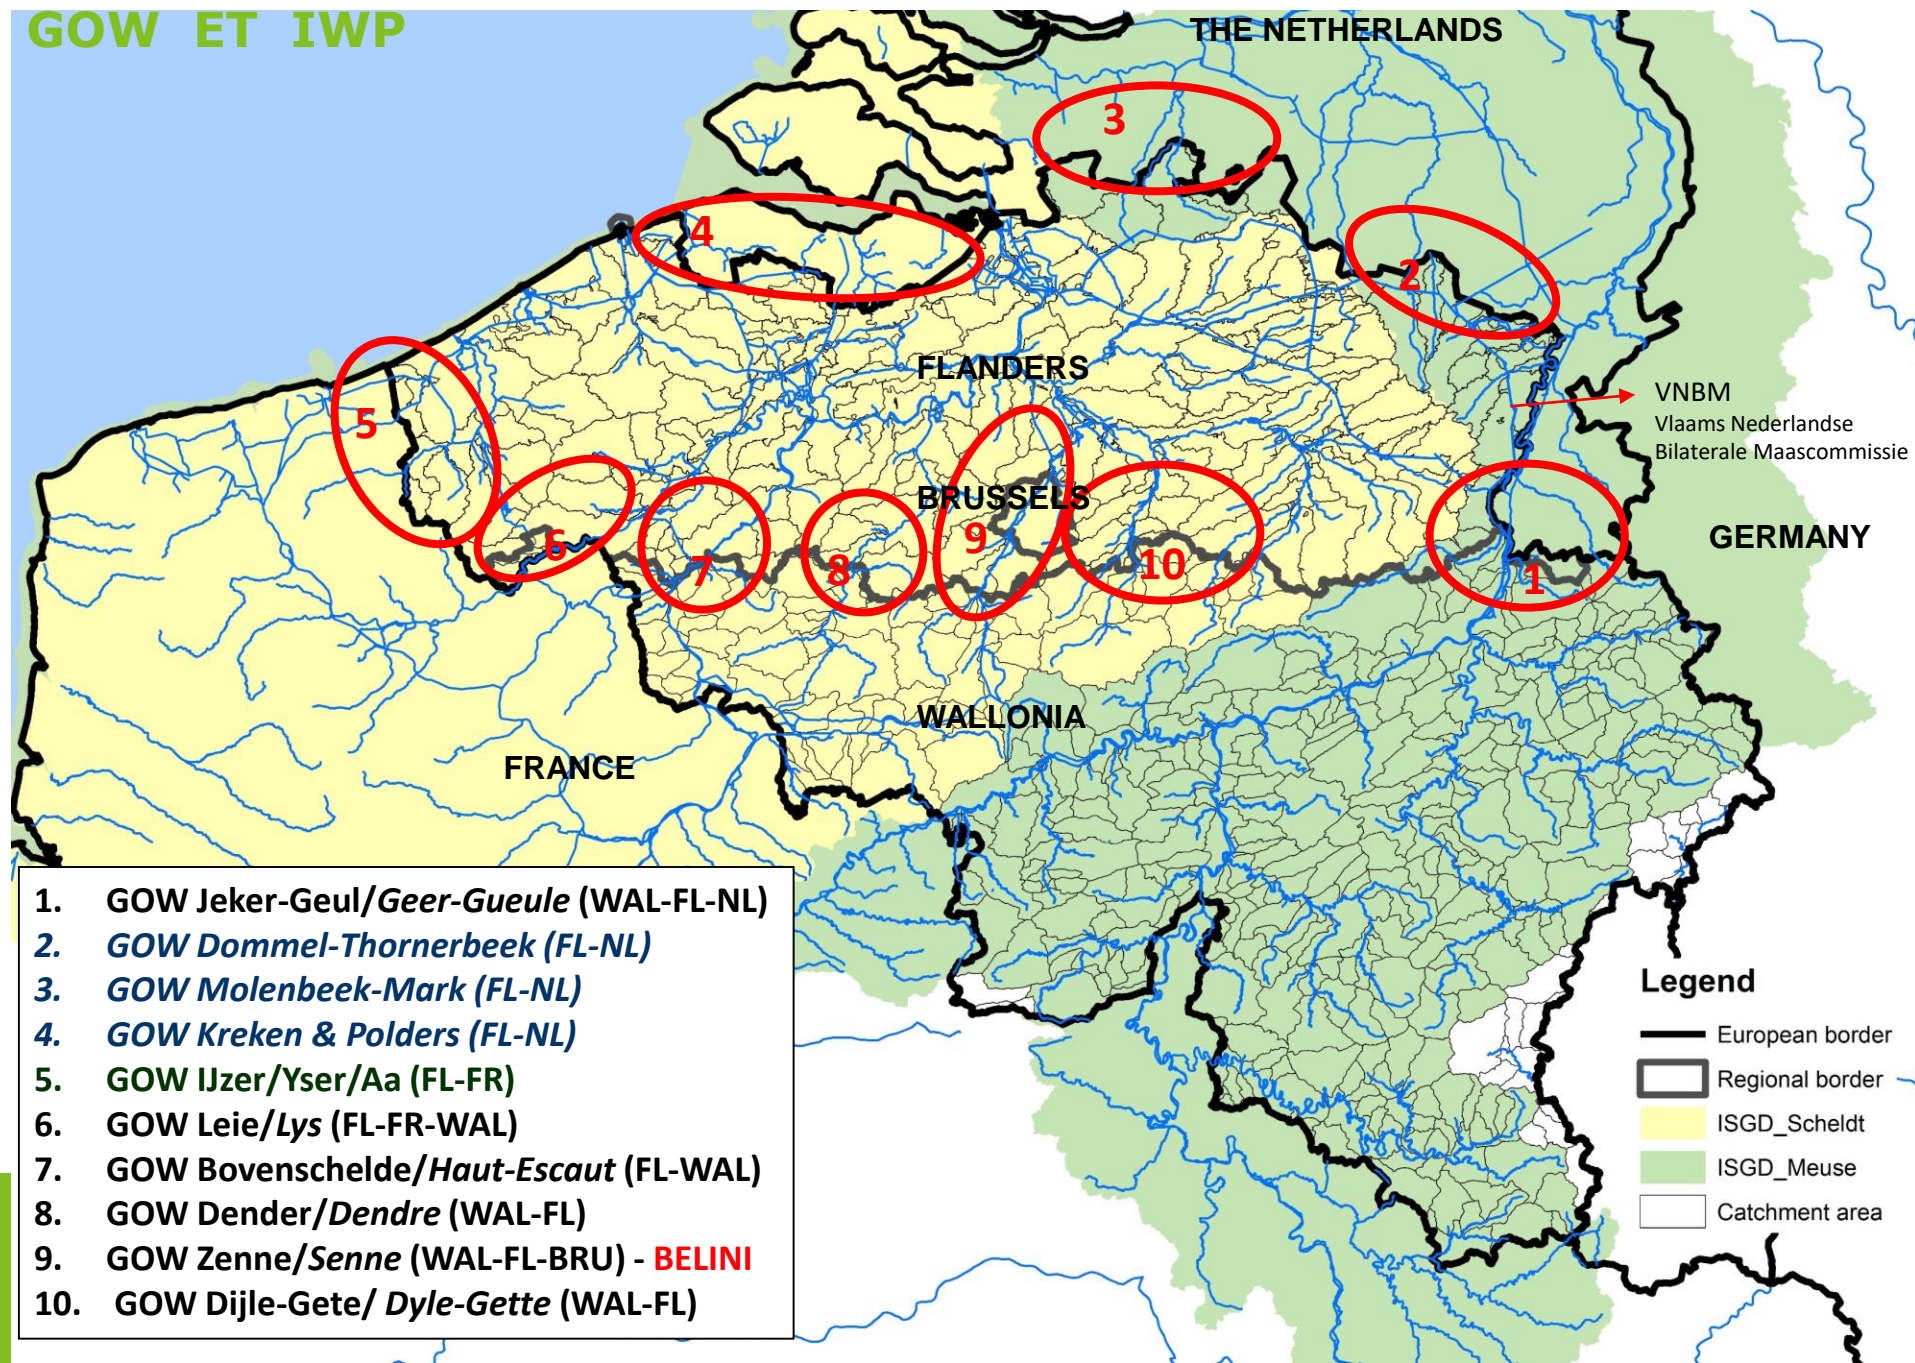 GOW ET IWP
THE NETHERLANDS
3
4
2
FLANDERS
VNBM
Vlaams Nederlandse
Bilaterale Maascommissie
5
BRUSSELS
GERMANY
6
7
8
9
10
1
WALLONIA
FRANCE
1. GOW Jeker-Geul/Geer-Gueule (WAL-FL-NL)
2. GOW Dommel-Thornerbeek (FL-NL)
3. GOW Molenbeek-Mark (FL-NL)
4. GOW Kreken & Polders (FL-NL)
5. GOW IJzer/Yser/Aa (FL-FR)
6. GOW Leie/Lys (FL-FR-WAL)
7. GOW Bovenschelde/Haut-Escaut (FL-WAL)
8. GOW Dender/Dendre (WAL-FL)
9. GOW Zenne/Senne (WAL-FL-BRU) - BELINI
10. GOW Dijle-Gete/ Dyle-Gette (WAL-FL)
Legend
European border
Regional border
ISGD_Scheldt
ISGD_Meuse
Catchment area